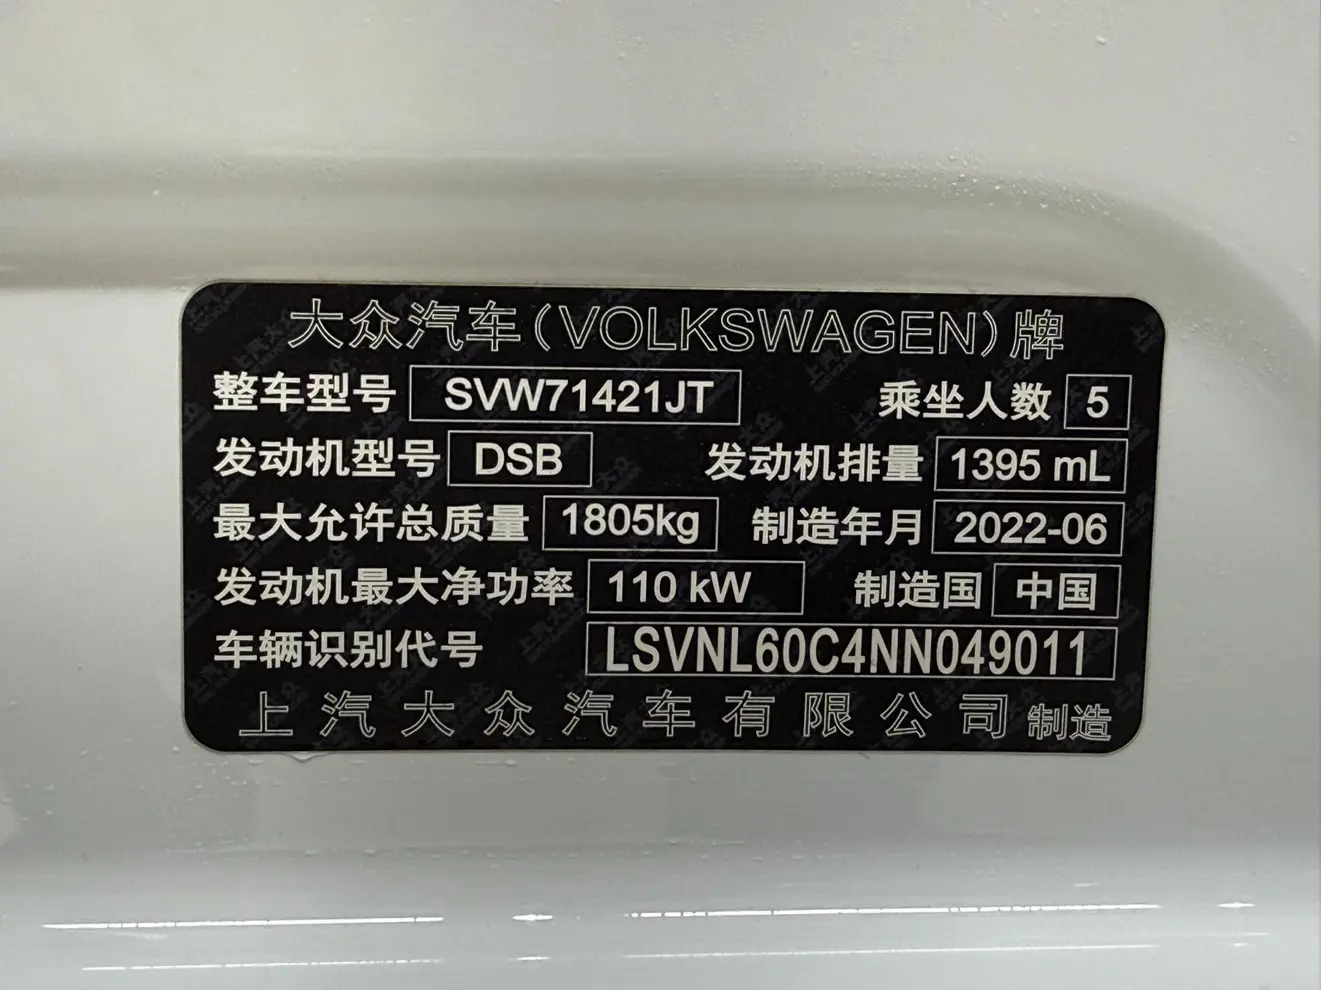 大众汽车(VOLKSWAGEN)牌
整车型号 SVW71421JT 乘坐人数 5
发动机型号 DSB 发动机排量 1395 mL
最大允许总质量 1805kg 制造年月 2022-06
发动机最大净功率 110 kW 制造国 中国
车辆识别代号 LSVNL60C4NN049011
上汽大众汽车有限公司 制造